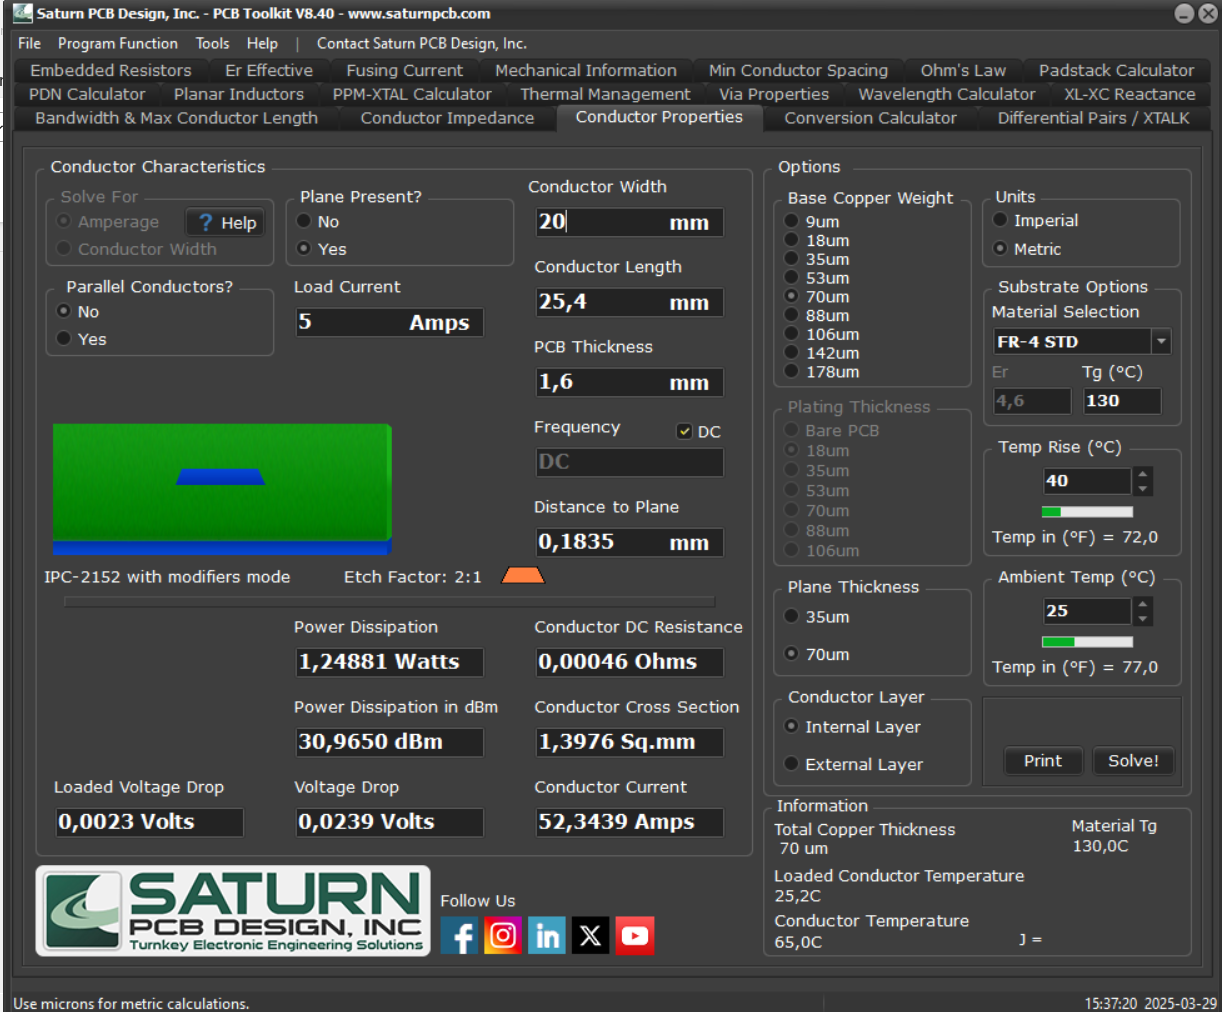 Saturn PCB Design, Inc. - PCB Toolkit V8.40 - www.saturnpcb.com
File Program Function Tools Help | Contact Saturn PCB Design, Inc.
Embedded Resistors Er Effective Fusing Current Mechanical Information Min Conductor Spacing Ohm's Law Padstack Calculator
PDN Calculator Planar Inductors PPM-XTAL Calculator Thermal Management Via Properties Wavelength Calculator XL-XC Reactance
Bandwidth & Max Conductor Length Conductor Impedance Conductor Properties Conversion Calculator Differential Pairs / XTALK
Conductor Characteristics
Solve For
Amperage
? Help
Conductor Width
Plane Present?
No
Yes
Parallel Conductors?
No
Yes
Load Current
5 Amps
Conductor Width
20 mm
Conductor Length
25,4 mm
PCB Thickness
1,6 mm
Frequency
DC
DC
Distance to Plane
0,1835 mm
IPC-2152 with modifiers mode
Etch Factor: 2:1
Power Dissipation
1,24881 Watts
Conductor DC Resistance
0,00046 Ohms
Power Dissipation in dBm
30,9650 dBm
Conductor Cross Section
1,3976 Sq.mm
Loaded Voltage Drop
0,0023 Volts
Voltage Drop
0,0239 Volts
Conductor Current
52,3439 Amps
Options
Base Copper Weight
9um
18um
35um
53um
70um
88um
106um
142um
178um
Plating Thickness
Bare PCB
18um
35um
53um
70um
88um
106um
Plane Thickness
35um
70um
Conductor Layer
Internal Layer
External Layer
Units
Imperial
Metric
Substrate Options
Material Selection
FR-4 STD
Er
4,6
Tg (°C)
130
Temp Rise (°C)
40
Temp in (°F) = 72,0
Ambient Temp (°C)
25
Temp in (°F) = 77,0
Print
Solve!
Information
Total Copper Thickness
70 um
Material Tg
130,0C
Loaded Conductor Temperature
25,2C
Conductor Temperature
65,0C
J =
SATURN
PCB DESIGN, INC
Turnkey Electronic Engineering Solutions
Follow Us
f
in
X
Use microns for metric calculations.
15:37:20 2025-03-29